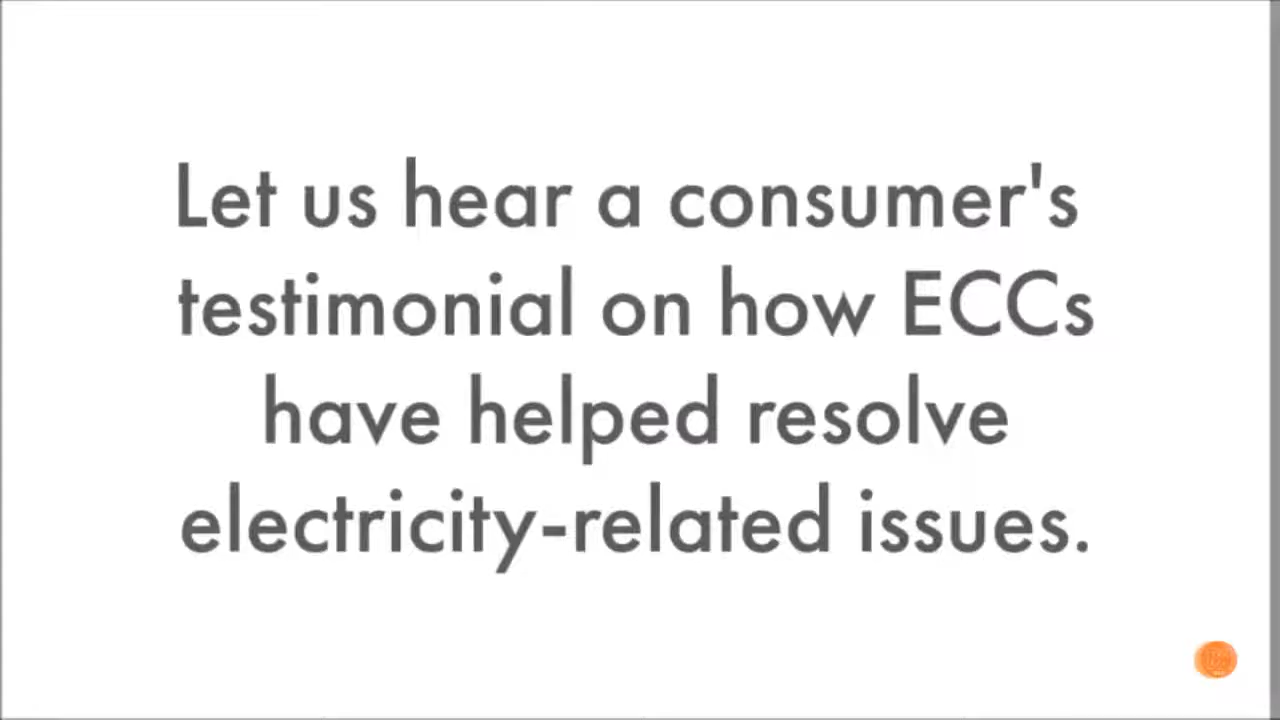 Let us hear a consumer's
testimonial on how ECCs
have helped resolve
electricity-related issues.